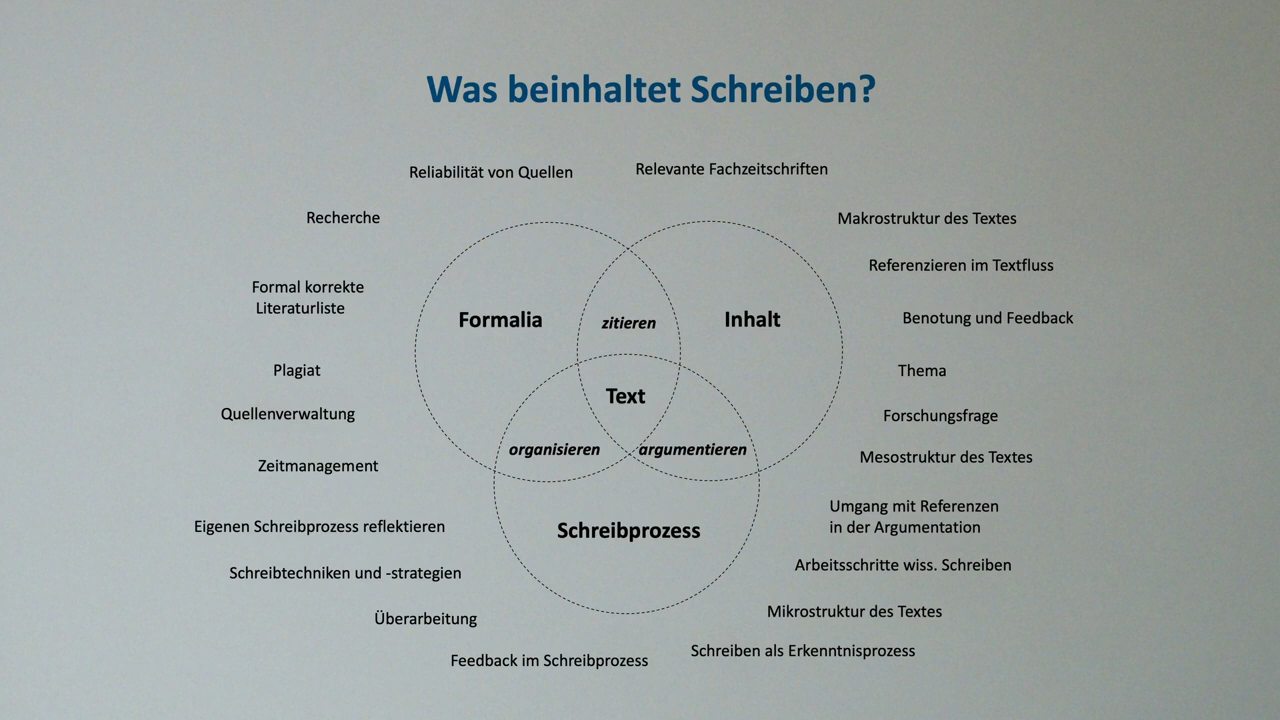 Was beinhaltet Schreiben?
Reliabilität von Quellen
Relevante Fachzeitschriften
Recherche
Makrostruktur des Textes
Referenzieren im Textfluss
Formal korrekte
Literaturliste
Formalia
zitieren
Inhalt
Benotung und Feedback
Plagiat
Thema
Text
Quellenverwaltung
Forschungsfrage
organisieren
argumentieren
Mesostruktur des Textes
Zeitmanagement
Umgang mit Referenzen
in der Argumentation
Eigenen Schreibprozess reflektieren
Schreibprozess
Arbeitsschritte wiss. Schreiben
Schreibtechniken und -strategien
Mikrostruktur des Textes
Überarbeitung
Schreiben als Erkenntnisprozess
Feedback im Schreibprozess